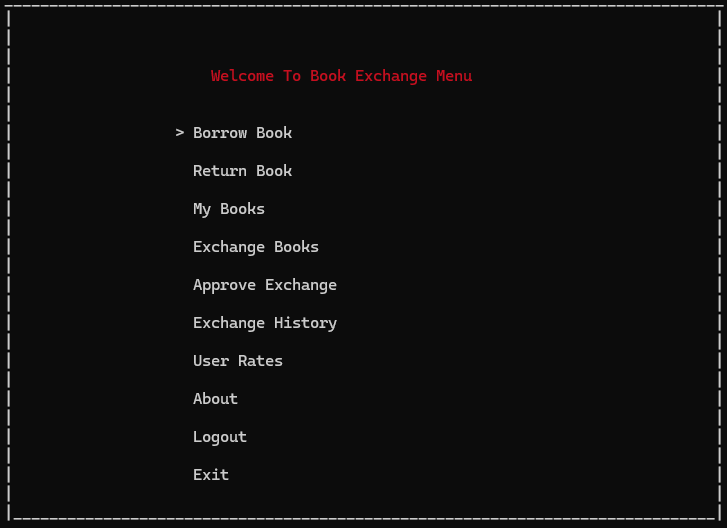 Welcome To Book Exchange Menu
> Borrow Book
Return Book
My Books
Exchange Books
Approve Exchange
Exchange History
User Rates
About
Logout
Exit